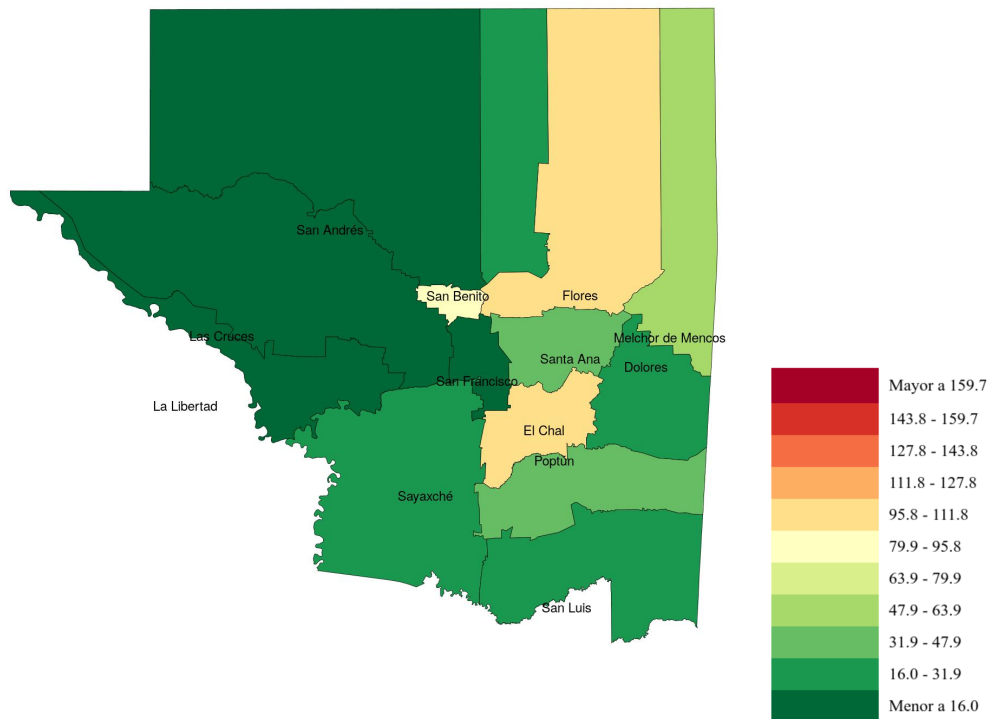 San Andrés
San Benito
Flores
Las Cruces
Melchor de Mencos
Santa Ana
Dolores
San Francisco
La Libertad
El Chal
Poptún
Sayaxché
San Luis
Mayor a 159.7
143.8 - 159.7
127.8 - 143.8
111.8 - 127.8
95.8 - 111.8
79.9 - 95.8
63.9 - 79.9
47.9 - 63.9
31.9 - 47.9
16.0 - 31.9
Menor a 16.0